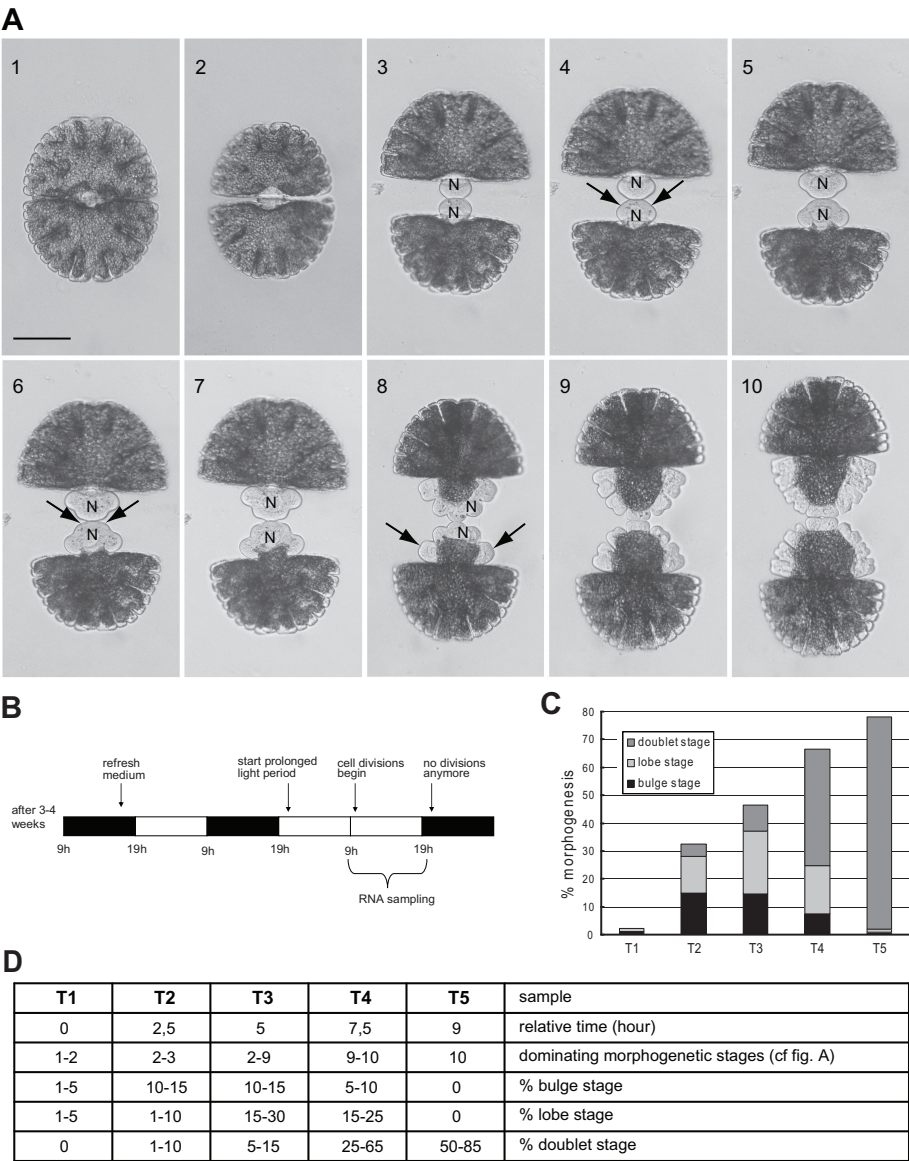 A
1 2 3 4 5
N N N
N N N
6 7 8 9 10
N N N
N N N
B
refresh medium
start prolonged light period
cell divisions begin
no divisions anymore
after 3-4 weeks
9h 19h 9h 19h 9h 19h
RNA sampling
C
% morphogenesis
80
70
60
50
40
30
20
10
0
doublet stage
lobe stage
bulge stage
T1 T2 T3 T4 T5
D
T1 T2 T3 T4 T5 sample
0 2,5 5 7,5 9 relative time (hour)
1-2 2-3 2-9 9-10 10 dominating morphogenetic stages (cf fig. A)
1-5 10-15 10-15 5-10 0 % bulge stage
1-5 1-10 15-30 15-25 0 % lobe stage
0 1-10 5-15 25-65 50-85 % doublet stage